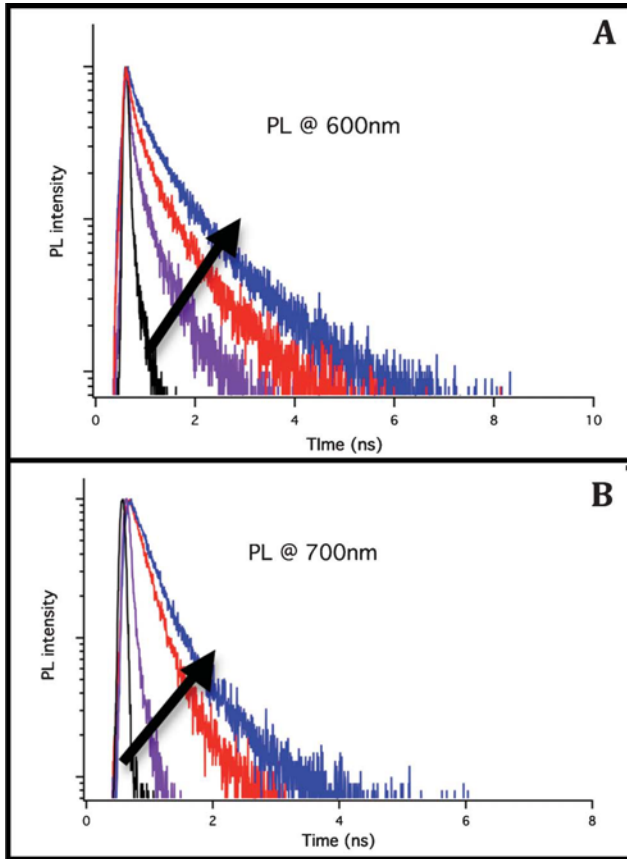 A
PL @ 600nm
PL intensity
0 2 4 6 8 10
TIme (ns)
B
PL @ 700nm
PL intensity
0 2 4 6 8
Time (ns)